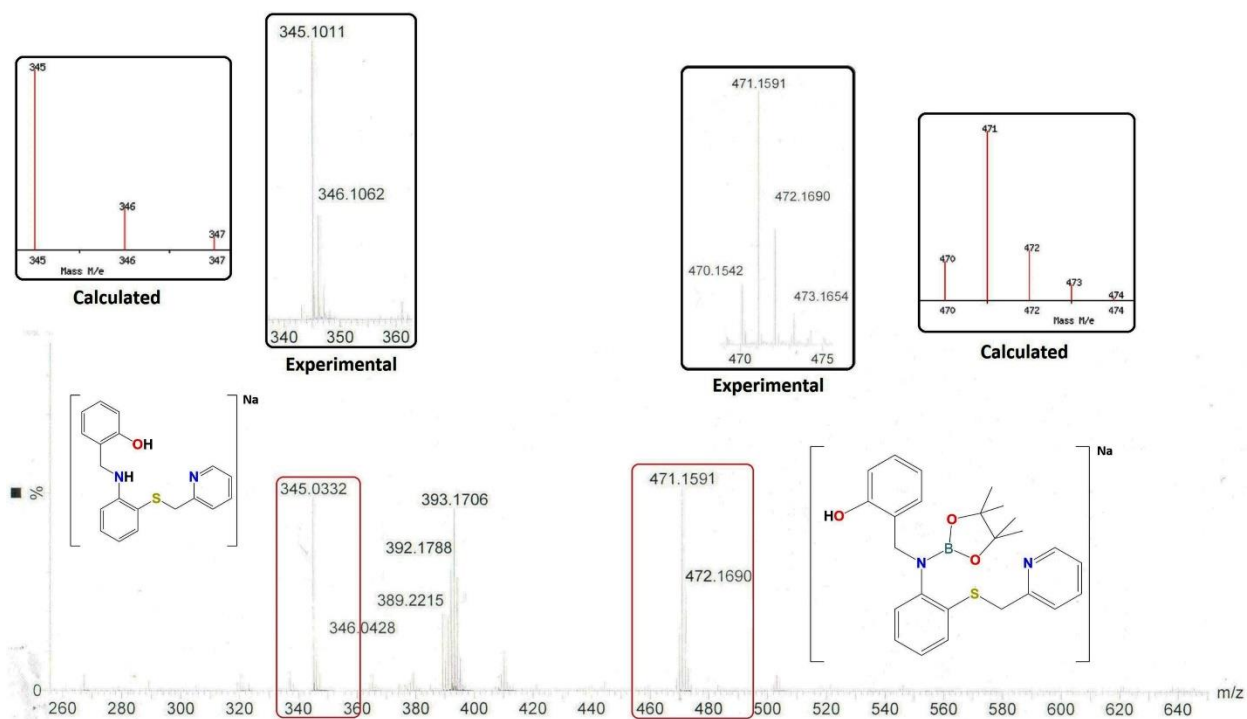 345
346
347
345 346 347
Mass M/e
Calculated
345.1011
346.1062
340 350 360
Experimental
471.1591
472.1690
470.1542
473.1654
470 475
Experimental
471
470
472
473
474
470 472 474
Mass M/e
Calculated
%
0
Na
OH
NH
N
S
345.0332
346.0428
389.2215
392.1788
393.1706
471.1591
472.1690
Na
HO
O
B
O
N
N
S
260 280 300 320 340 360 380 400 420 440 460 480 500 520 540 560 580 600 620 640 m/z